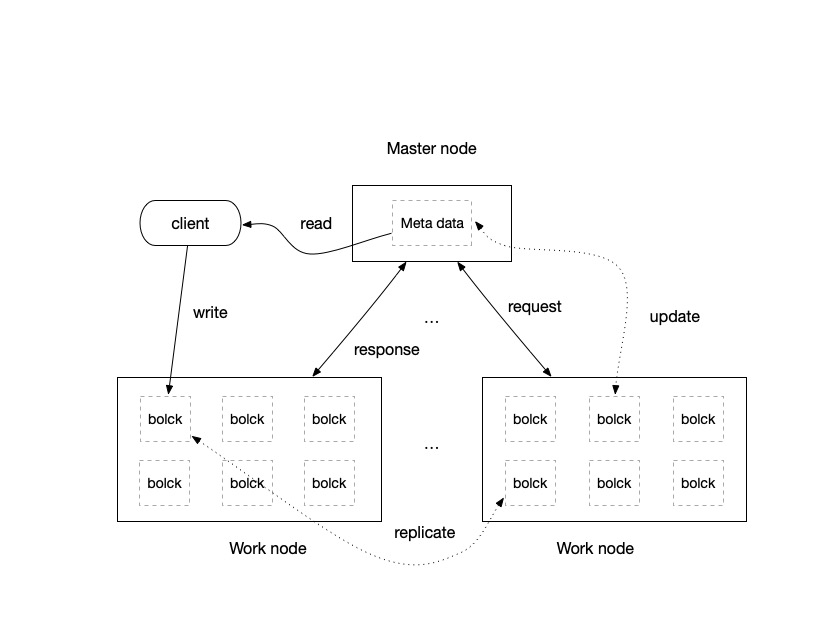 Master node
client
read
Meta data
write
...
request
update
response
bolck
bolck
bolck
...
bolck
bolck
bolck
bolck
bolck
bolck
bolck
bolck
bolck
replicate
Work node
Work node